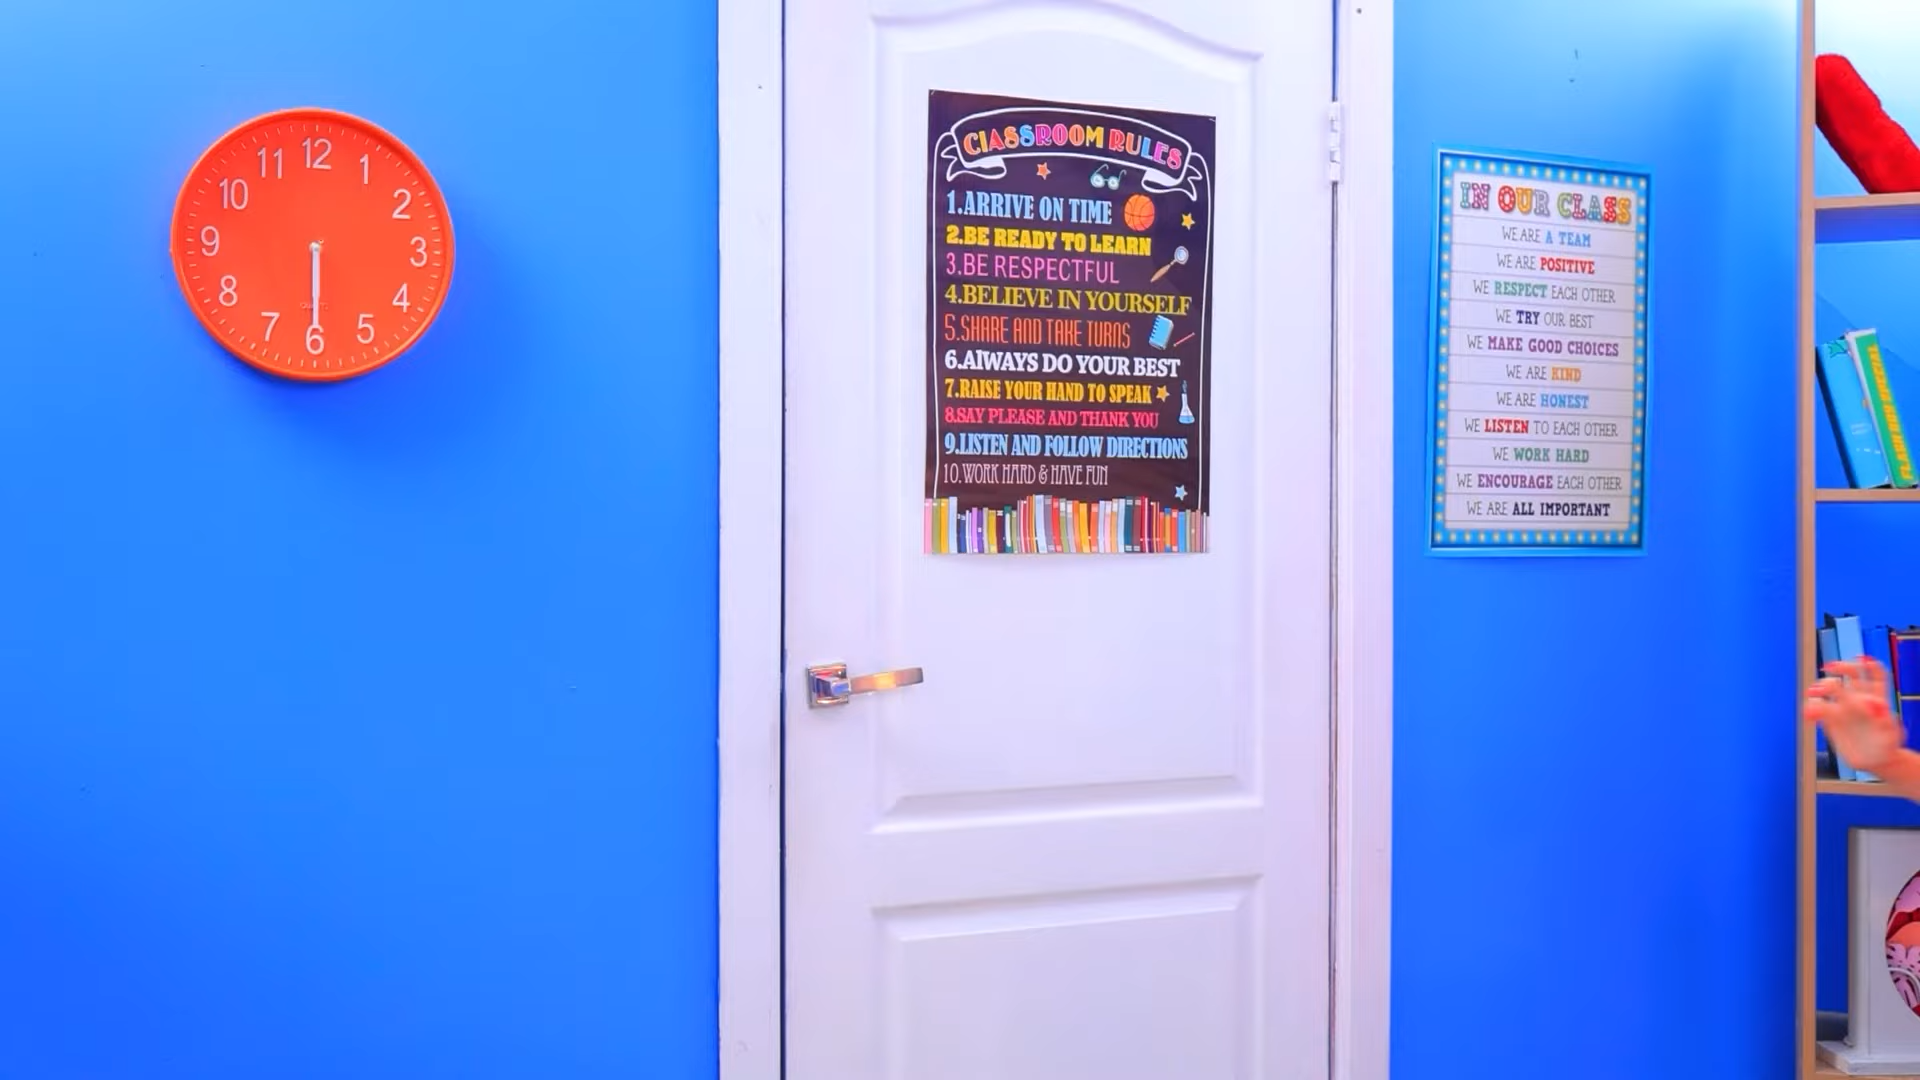 11 12 1
10 2
9 3
8 4
7 6 5
CLASSROOM RULES
1.ARRIVE ON TIME
2.BE READY TO LEARN
3.BE RESPECTFUL
4.BELIEVE IN YOURSELF
5.SHARE AND TAKE TURNS
6.AlWAYS DO YOUR BEST
7.RAISE YOUR HAND TO SPEAK
8.SAY PLEASE AND THANK YOU
9.LISTEN AND FOLLOW DIRECTIONS
10.WORK HARD & HAVE FUN
IN OUR CLASS
WE ARE A TEAM
WE ARE POSITIVE
WE RESPECT EACH OTHER
WE TRY OUR BEST
WE MAKE GOOD CHOICES
WE ARE KIND
WE ARE HONEST
WE LISTEN TO EACH OTHER
WE WORK HARD
WE ENCOURAGE EACH OTHER
WE ARE ALL IMPORTANT